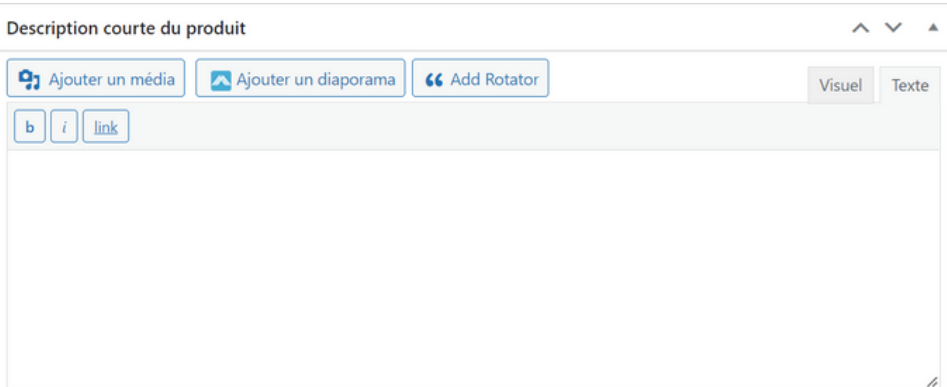 Description courte du produit
Ajouter un média Ajouter un diaporama Add Rotator
Visuel Texte
b i link